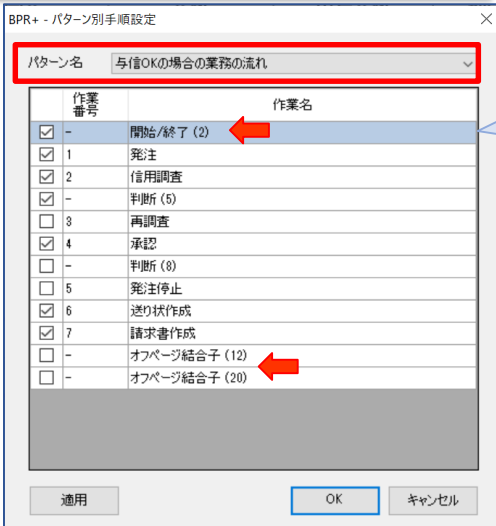 BPR+ - パターン別手順設定
パターン名 与信OKの場合の業務の流れ
作業番号 作業名
- 開始/終了 (2)
1 発注
2 信用調査
- 判断 (5)
3 再調査
4 承認
- 判断 (8)
5 発注停止
6 送り状作成
7 請求書作成
- オフページ結合子 (12)
- オフページ結合子 (20)
適用 OK キャンセル